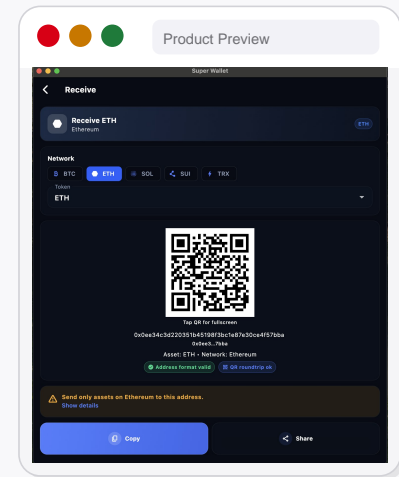 Product Preview
Super Wallet
Receive
Receive ETH
Ethereum
ETH
Network
BTC ETH SOL SUI TRX
Token
ETH
Tap QR for fullscreen
0x0ee34c3d220351b45198f3bc1e87e30ce4f57bba
0x0ee3...7bba
Asset: ETH • Network: Ethereum
Address format valid QR roundtrip ok
Send only assets on Ethereum to this address.
Show details
Copy Share